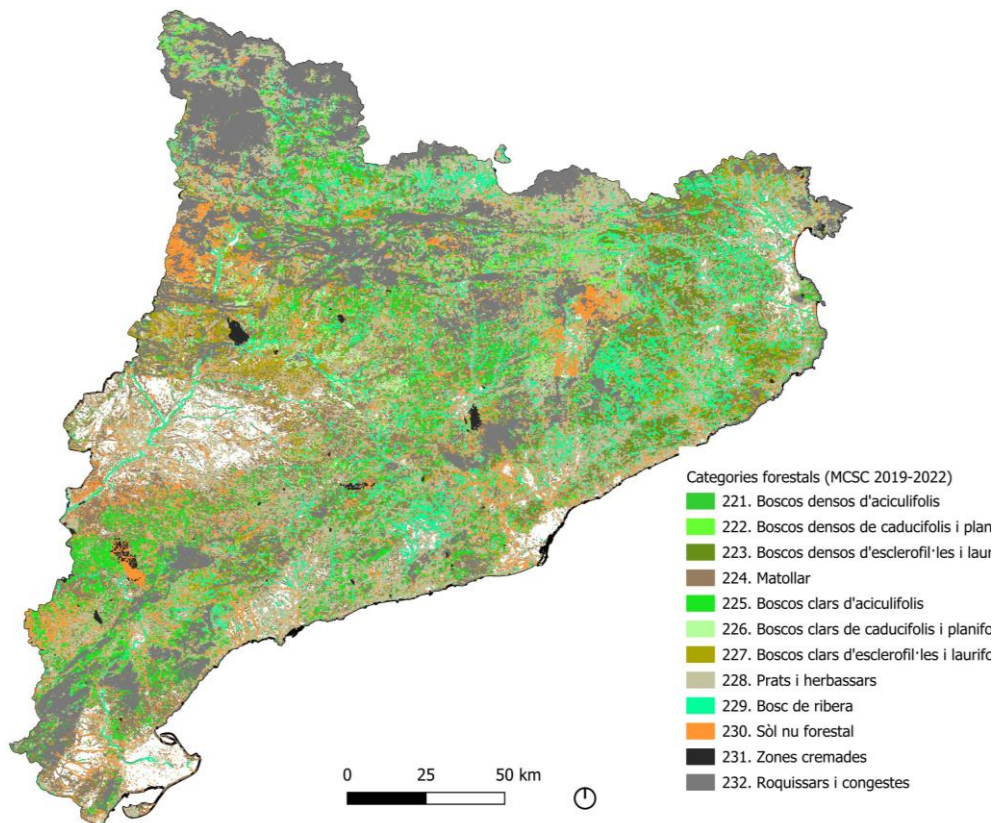 Categories forestals (MCSC 2019-2022)
221. Boscos densos d'aciculifolis
222. Boscos densos de caducifolis i plan
223. Boscos densos d'esclerofil·les i laur
224. Matollar
225. Boscos clars d'aciculifolis
226. Boscos clars de caducifolis i planifo
227. Boscos clars d'esclerofil·les i laurifo
228. Prats i herbassars
229. Bosc de ribera
230. Sòl nu forestal
231. Zones cremades
232. Roquissars i congestes
0 25 50 km